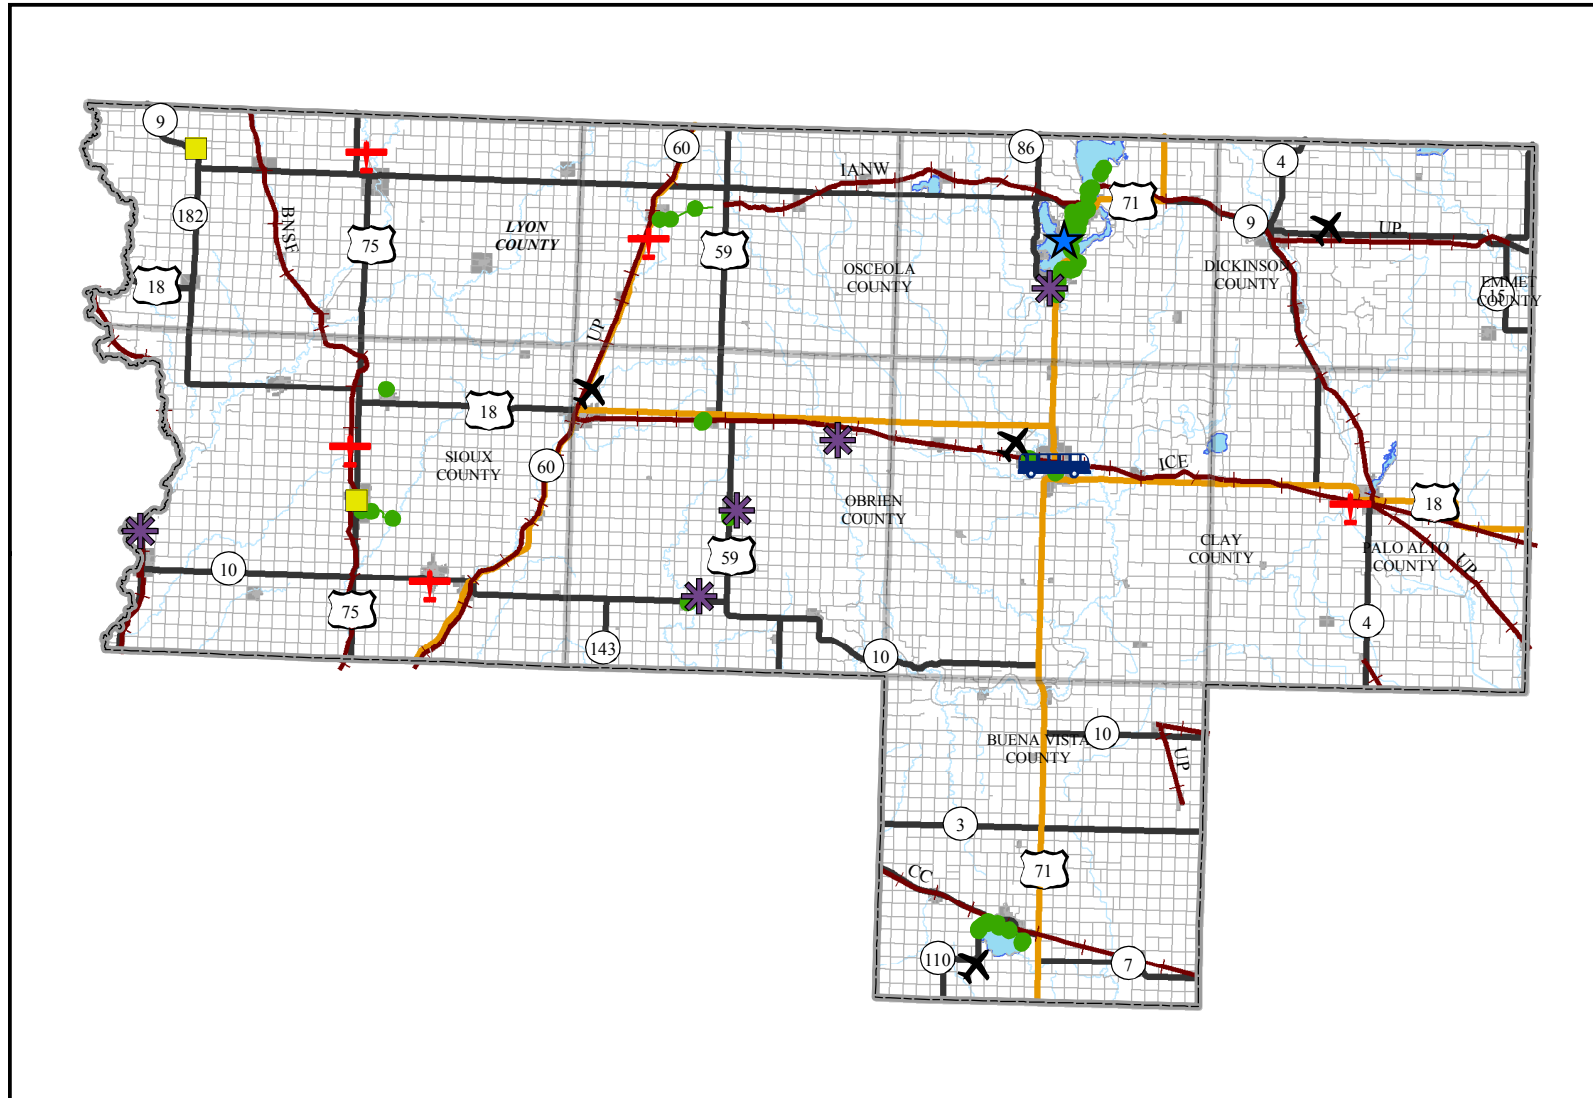 9
60
86
4
IANW
71
182
BNSF
LYON
COUNTY
75
59
9
UP
18
OSCEOLA
COUNTY
DICKINSON
COUNTY
EMMET
COUNTY
15
UP
18
60
SIOUX
COUNTY
ICE
OBRIEN
COUNTY
18
CLAY
COUNTY
PALO ALTO
COUNTY
UP
59
10
75
143
10
4
BUENA VISTA
COUNTY
10
UP
3
71
CC
110
7